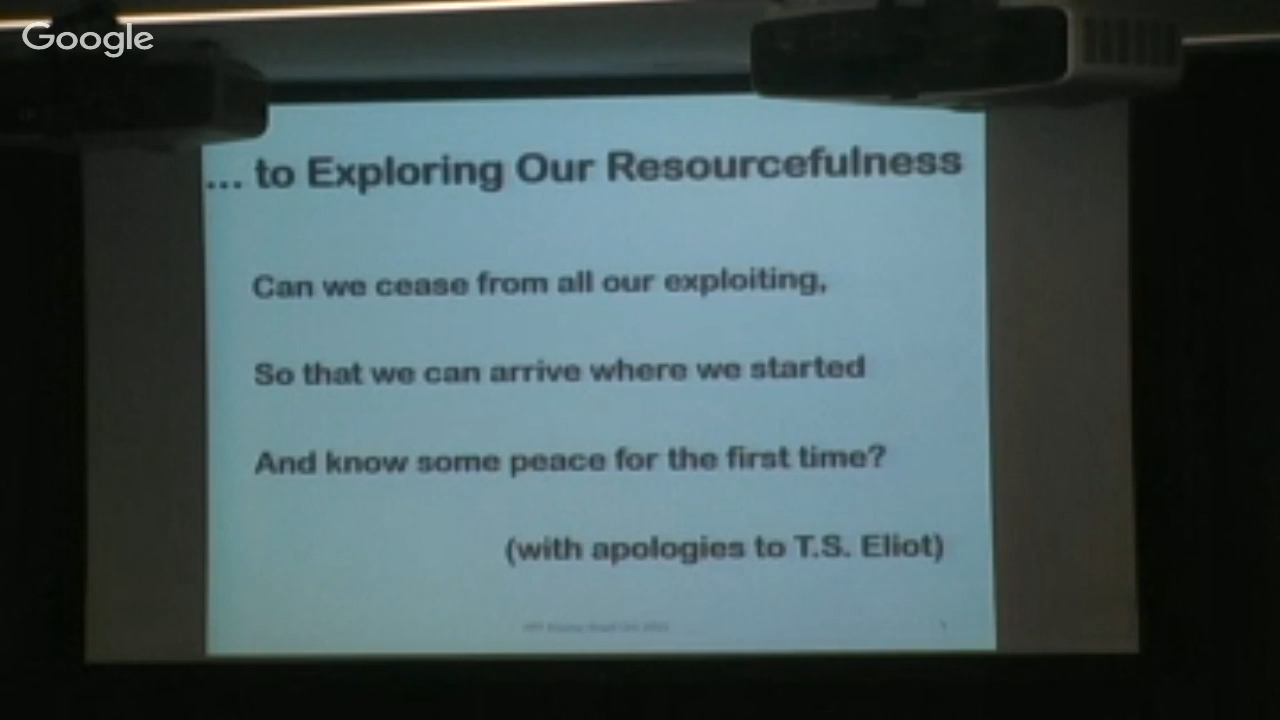 Google
... to Exploring Our Resourcefulness
Can we cease from all our exploiting,
So that we can arrive where we started
And know some peace for the first time?
(with apologies to T.S. Eliot)